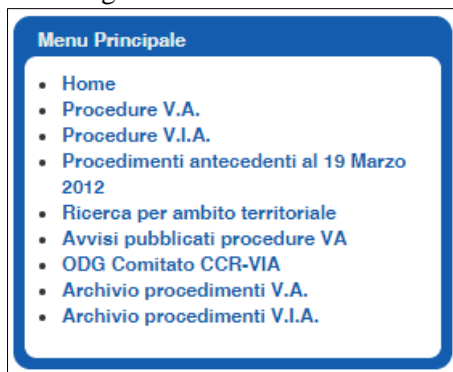 Menu Principale
Home
Procedure V.A.
Procedure V.I.A.
Procedimenti antecedenti al 19 Marzo
2012
Ricerca per ambito territoriale
Avvisi pubblicati procedure VA
ODG Comitato CCR-VIA
Archivio procedimenti V.A.
Archivio procedimenti V.I.A.